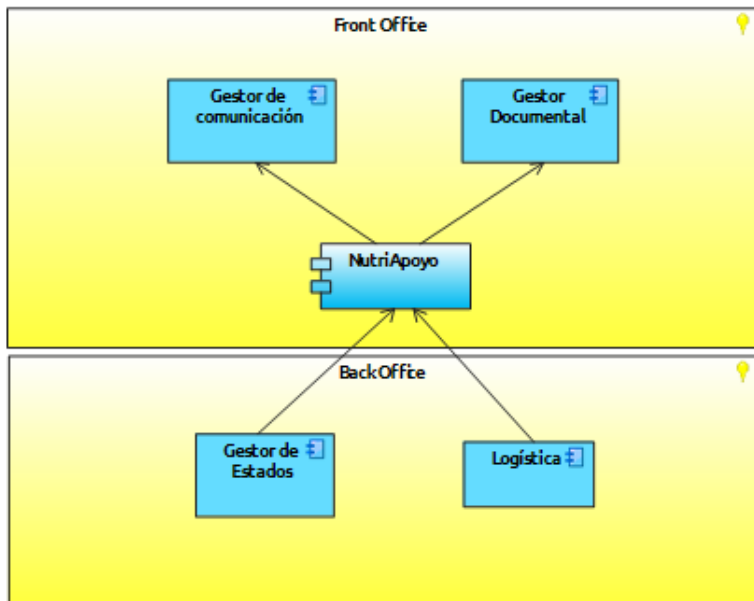 Front Office
Gestor de
comunicación
Gestor
Documental
NutriApoyo
BackOffice
Gestor de
Estados
Logística